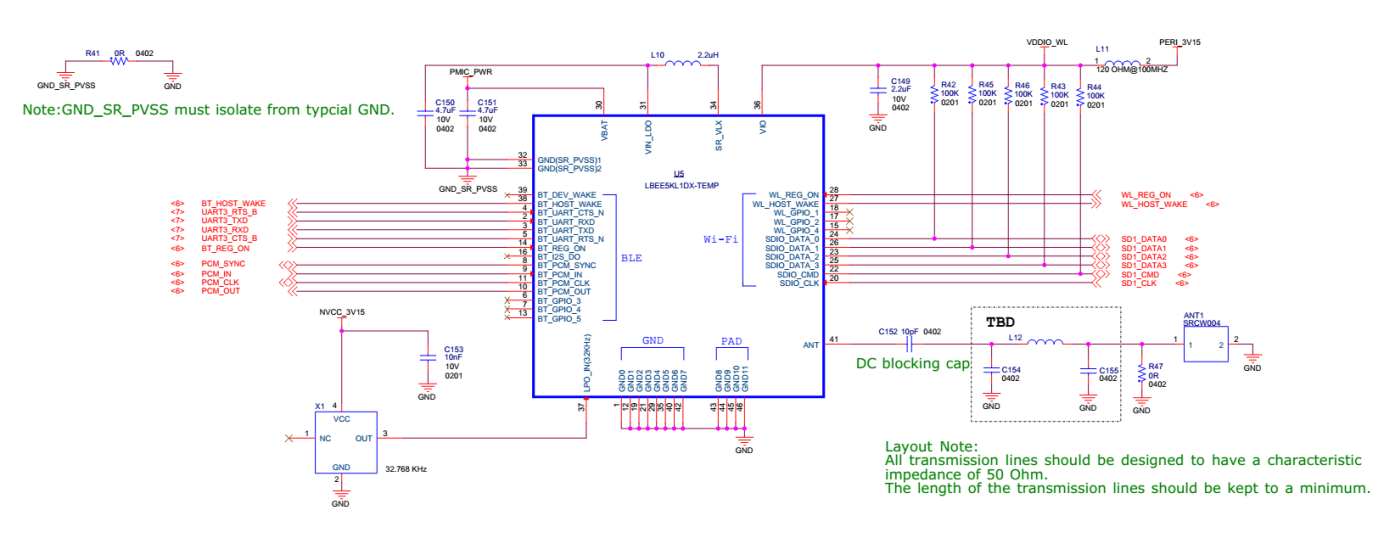 R41 0R 0402
GND_SR_PVSS GND
Note:GND_SR_PVSS must isolate from typcial GND.
L10 2.2uH
PMIC_PWR
C150
4.7uF
10V
0402
C151
4.7uF
10V
0402
GND_SR_PVSS
VDDIO_WL
L11
PERI_3V15
1 2
120 OHM@100MHZ
C149
2.2uF
10V
0402
GND
R42
100K
0201
R45
100K
0201
R46
100K
0201
R43
100K
0201
R44
100K
0201
30 31 34 36
VBAT VIN_LDO SR_VLX VIO
U5
LBEE5KL1DX-TEMP
32 GND(SR_PVSS)1
33 GND(SR_PVSS)2
39 BT_DEV_WAKE
<6> BT_HOST_WAKE 38 BT_HOST_WAKE
<7> UART3_RTS_B 4 BT_UART_CTS_N
<7> UART3_TXD 2 BT_UART_RXD
<7> UART3_RXD 3 BT_UART_TXD
<7> UART3_CTS_B 5 BT_UART_RTS_N
<6> BT_REG_ON 14 BT_REG_ON
16 BT_I2S_DO
<6> PCM_SYNC 8 BT_PCM_SYNC
<6> PCM_IN 9 BT_PCM_IN
<6> PCM_CLK 11 BT_PCM_CLK
<6> PCM_OUT 10 BT_PCM_OUT
6 BT_GPIO_3
7 BT_GPIO_4
13 BT_GPIO_5
BLE
Wi-Fi
WL_REG_ON 28 WL_REG_ON <6>
WL_HOST_WAKE 27 WL_HOST_WAKE <6>
WL_GPIO_1 18
WL_GPIO_2 17
WL_GPIO_4 15
SDIO_DATA_0 24 SD1_DATA0 <6>
SDIO_DATA_1 26 SD1_DATA1 <6>
SDIO_DATA_2 23 SD1_DATA2 <6>
SDIO_DATA_3 25 SD1_DATA3 <6>
SDIO_CMD 22 SD1_CMD <6>
SDIO_CLK 20 SD1_CLK <6>
ANT 41
C152 10pF 0402
DC blocking cap
TBD
L12
C154
0402
GND
C155
0402
GND
R47
0R
0402
GND
ANT1
SRCW004
1 1 2 2
GND
LPO_IN(32KHz)
37
GND
GND0 GND1 GND2 GND3 GND4 GND5 GND6 GND7
1 12 19 21 29 35 40 42
PAD
GND8 GND9 GND10 GND11
43 44 45 46
GND
NVCC_3V15
C153
10nF
10V
0201
GND
X1 4
VCC
1 NC OUT 3
GND
2
32.768 KHz
GND
Layout Note:
All transmission lines should be designed to have a characteristic
impedance of 50 Ohm.
The length of the transmission lines should be kept to a minimum.